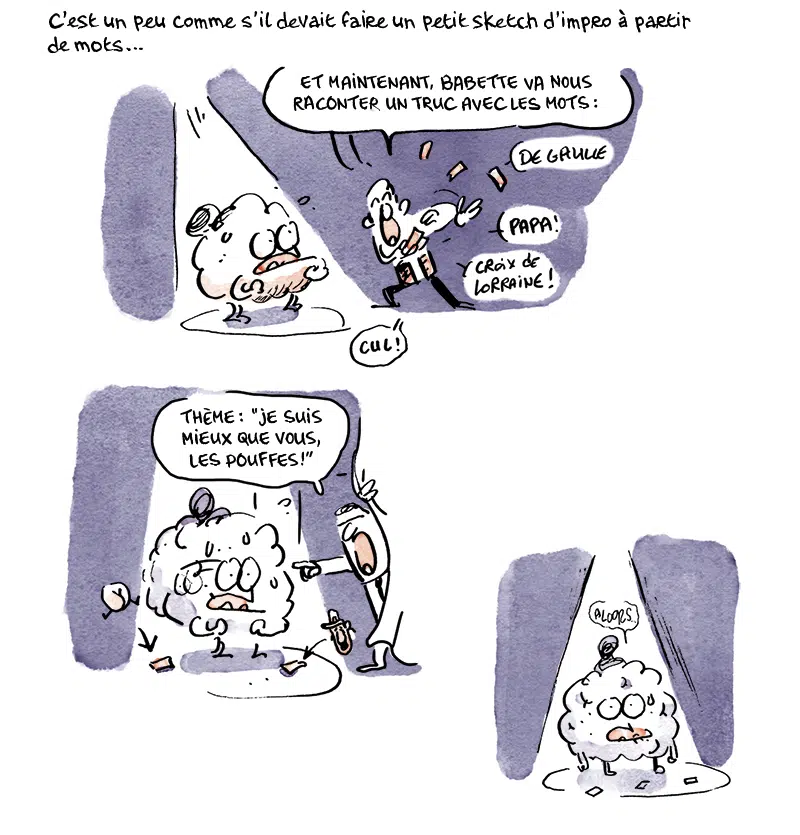 C'est un peu comme s'il devait faire un petit sketch d'impro à partir
de mots...
ET MAINTENANT, BABETTE VA NOUS
RACONTER UN TRUC AVEC LES MOTS :
DE GAULLE
PAPA!
CROIX DE
LORRAINE !
CUL!
THÈME : "JE SUIS
MIEUX QUE VOUS,
LES POUFFES!"
ALOORS